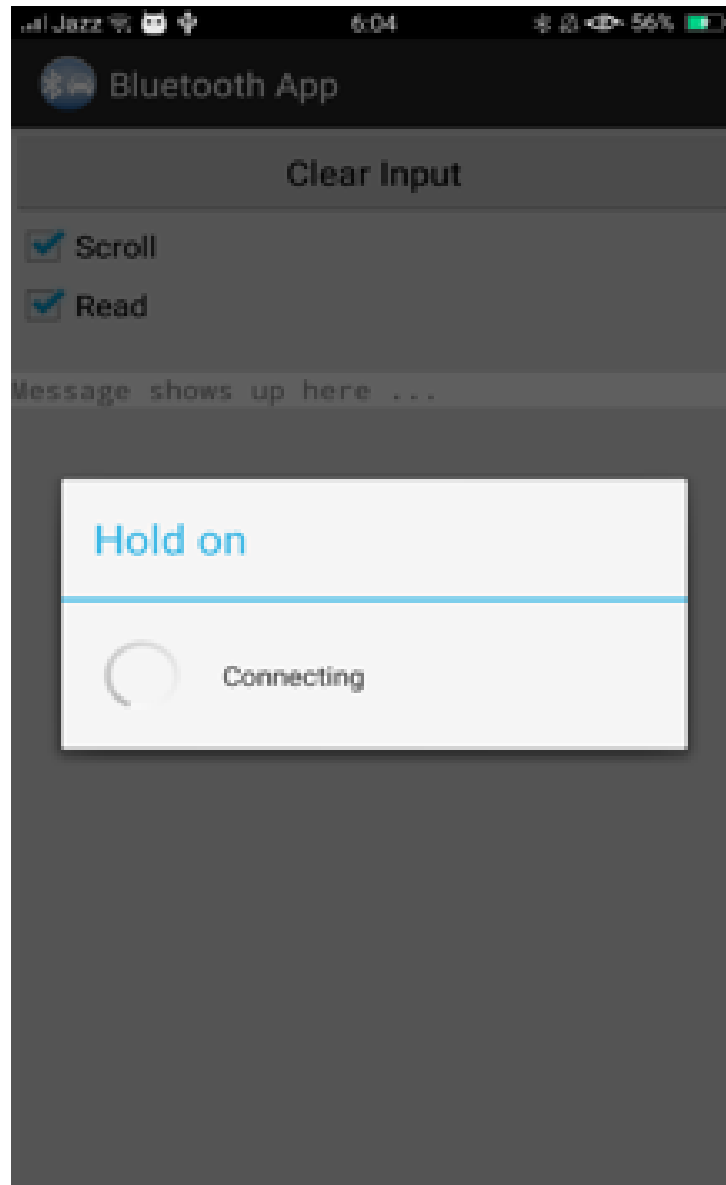 Jazz 6:04 56%
Bluetooth App
Clear Input
Scroll
Read
Message shows up here ...
Hold on
Connecting